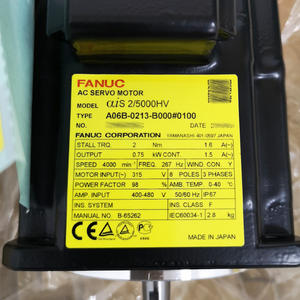 FANUC
AC SERVO MOTOR
MODEL αiS 2/5000HV
TYPE A06B-0213-B000#0100
NO. DATE
FANUC CORPORATION YAMANASHI 401-0597 JAPAN
STALL TRQ. 2 Nm 1.6 A(~)
OUTPUT 0.75 kW CONT. 1.5 A(~)
SPEED 4000 min⁻¹ FREQ. 267 Hz WIND. CON. Y
MOTOR INPUT(~) 315 V 8 POLES 3 PHASES
POWER FACTOR 98 % AMB. TEMP. 0-40 ℃
AMP. INPUT 400-480 V 50/60 Hz IP67
INS. SYSTEM INS. CLASS F
MANUAL NO. B-65262 IEC60034-1 2.8 kg
MADE IN JAPAN